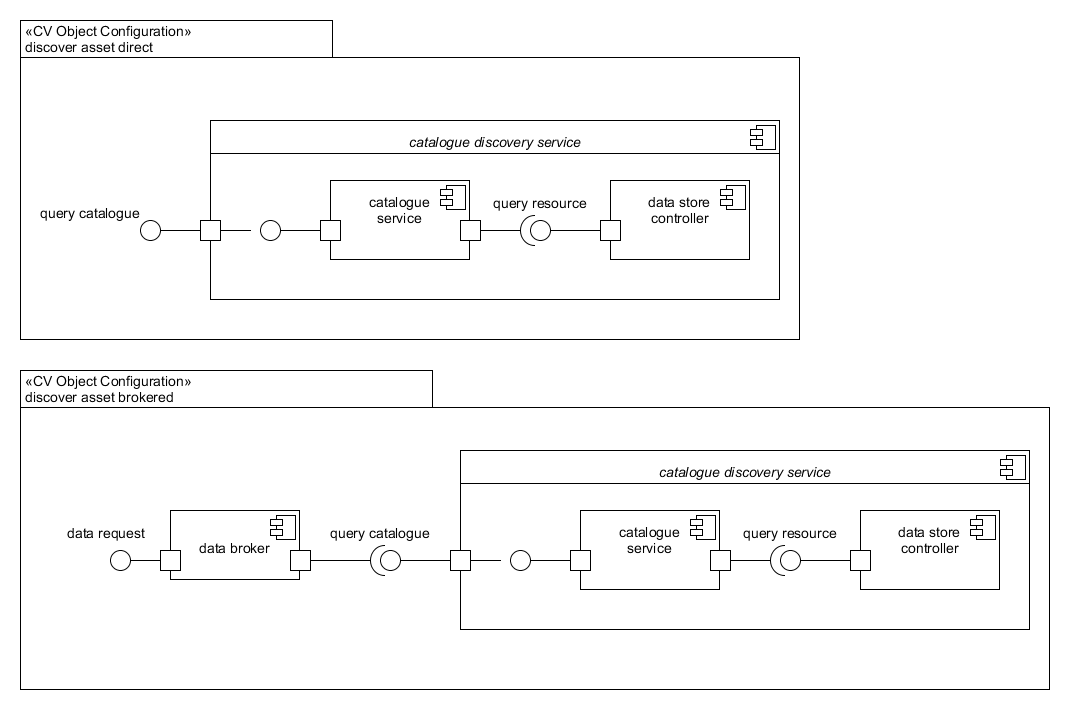 «CV Object Configuration»
discover asset direct
catalogue discovery service
query catalogue
catalogue
service
query resource
data store
controller
«CV Object Configuration»
discover asset brokered
catalogue discovery service
data request
data broker
query catalogue
catalogue
service
query resource
data store
controller